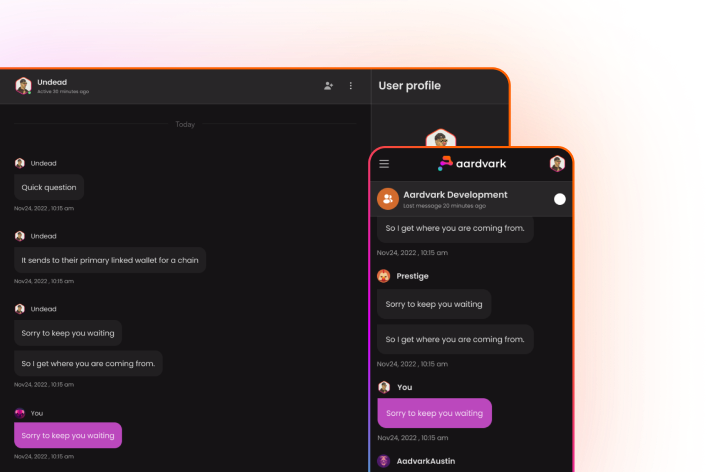 Undead
Active 35 minutes ago
User profile
Today
Undead
Quick question
Nov24, 2022 , 10:15 am
Undead
It sends to their primary linked wallet for a chain
Nov24, 2022 , 10:15 am
Undead
Sorry to keep you waiting
So I get where you are coming from.
Nov24, 2022 , 10:15 am
You
Sorry to keep you waiting
Nov24, 2022 , 10:15 am
aardvark
Aardvark Development
Last message 20 minutes ago
So I get where you are coming from.
Nov24, 2022 , 10:15 am
Prestige
Sorry to keep you waiting
So I get where you are coming from.
Nov24, 2022 , 10:15 am
You
Sorry to keep you waiting
Nov24, 2022 , 10:15 am
AadvarkAustin